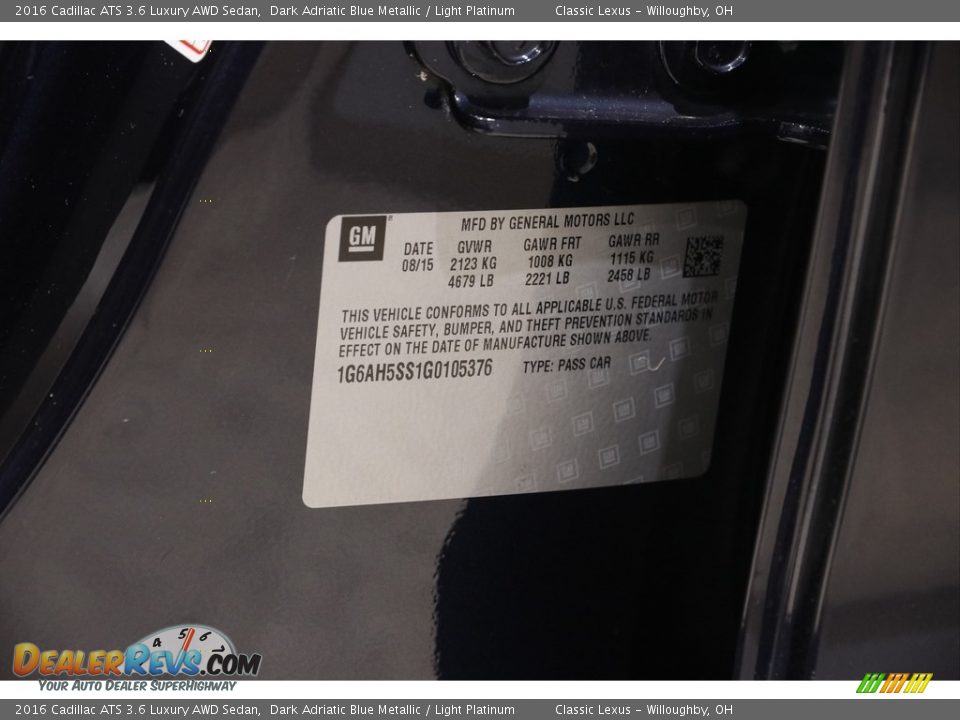 2016 Cadillac ATS 3.6 Luxury AWD Sedan, Dark Adriatic Blue Metallic / Light Platinum Classic Lexus – Willoughby, OH
GM
MFD BY GENERAL MOTORS LLC
DATE GVWR GAWR FRT GAWR RR
08/15 2123 KG 1008 KG 1115 KG
4679 LB 2221 LB 2458 LB
THIS VEHICLE CONFORMS TO ALL APPLICABLE U.S. FEDERAL MOTOR
VEHICLE SAFETY, BUMPER, AND THEFT PREVENTION STANDARDS IN
EFFECT ON THE DATE OF MANUFACTURE SHOWN ABOVE.
1G6AH5SS1G0105376 TYPE: PASS CAR
4 5 6
DEALERREVS.COM
YOUR AUTO DEALER SUPERHIGHWAY
2016 Cadillac ATS 3.6 Luxury AWD Sedan, Dark Adriatic Blue Metallic / Light Platinum Classic Lexus – Willoughby, OH